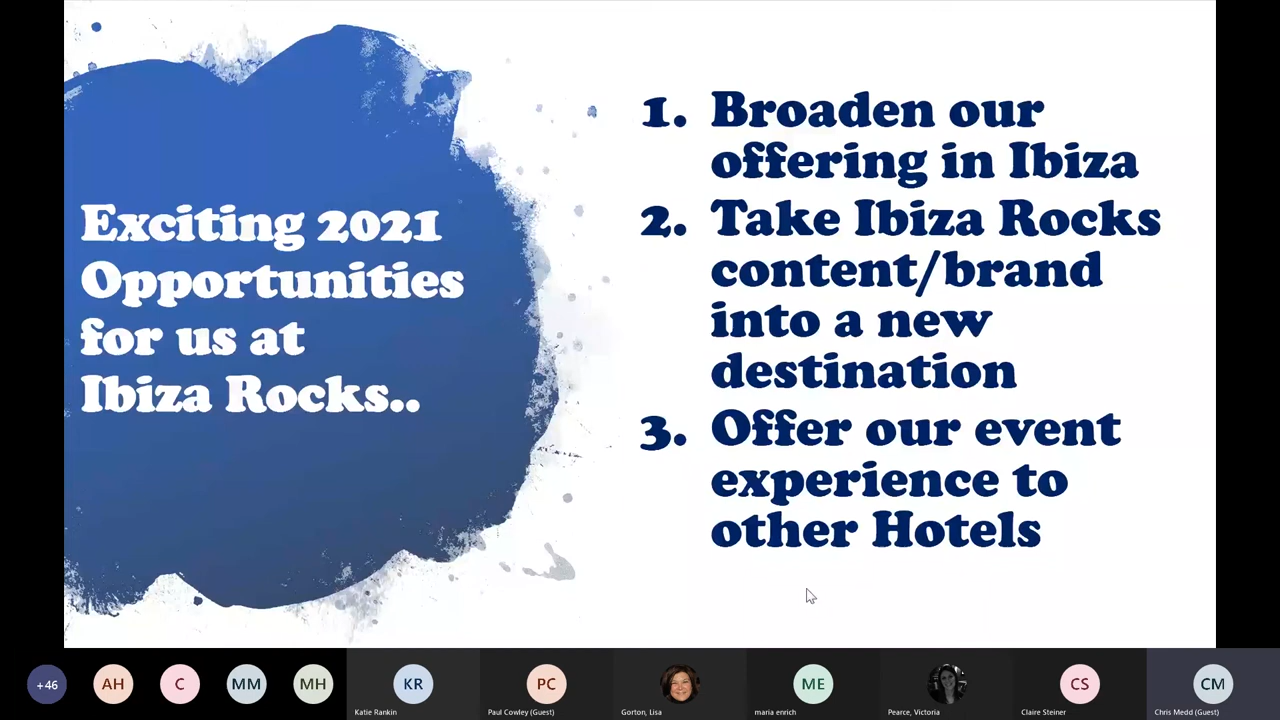 Exciting 2021
Opportunities
for us at
Ibiza Rocks..
1. Broaden our
offering in Ibiza
2. Take Ibiza Rocks
content/brand
into a new
destination
3. Offer our event
experience to
other Hotels
+46
AH
C
MM
MH
KR
Katie Rankin
PC
Paul Cowley (Guest)
Gorton, Lisa
ME
maria enrich
Pearce, Victoria
CS
Claire Steiner
CM
Chris Medd (Guest)